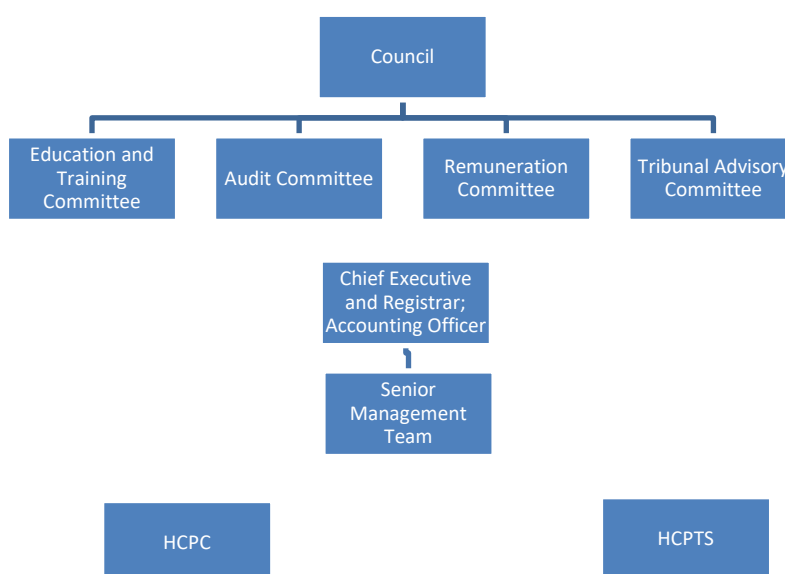 Council
Education and
Training
Committee
Audit Committee
Remuneration
Committee
Tribunal Advisory
Committee
Chief Executive
and Registrar;
Accounting Officer
Senior
Management
Team
HCPC
HCPTS